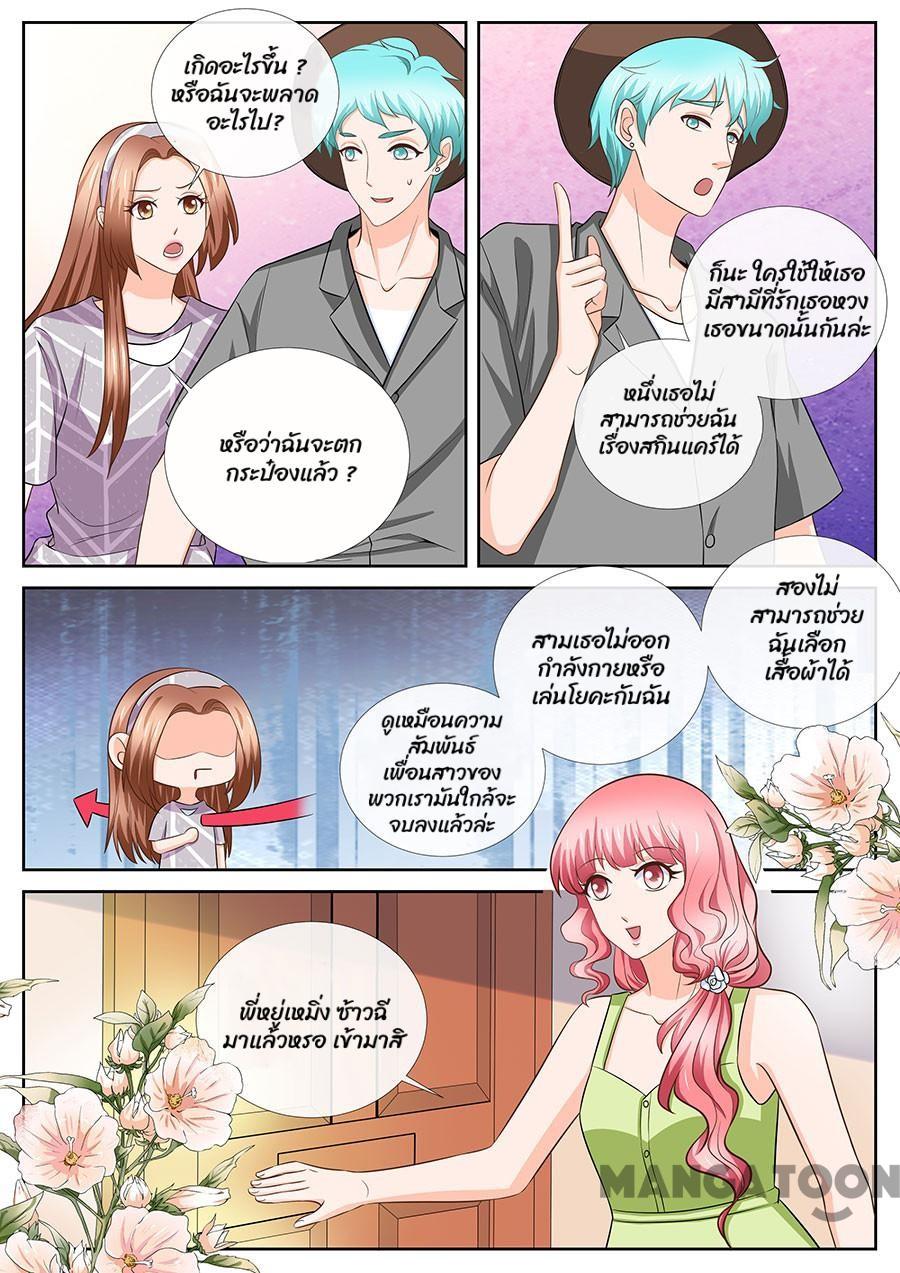 เกิดอะไรขึ้น ?
หรือฉันจะพลาด
อะไรไป?
หรือว่าฉันจะตก
กระป๋องแล้ว ?
ก็นะ ใครใช้ให้เธอ
มีสามีที่รักเธอหวง
เธอขนาดนั้นกันล่ะ
หนึ่งเธอไม่
สามารถช่วยฉัน
เรื่องสกินแคร์ได้
สองไม่
สามารถช่วย
ฉันเลือก
เสื้อผ้าได้
สามเธอไม่ออก
กำลังกายหรือ
เล่นโยคะกับฉัน
ดูเหมือนความ
สัมพันธ์
เพื่อนสาวของ
พวกเรามันใกล้จะ
จบลงแล้วล่ะ
พี่หยู่เหมิ่ง ซ้าวฉี
มาแล้วหรอ เข้ามาสิ
MANGATOON